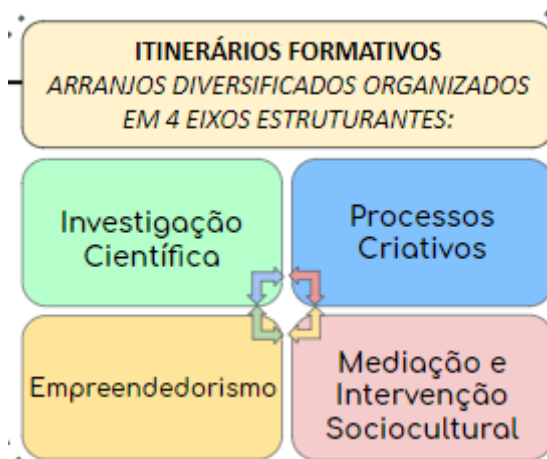 ITINERÁRIOS FORMATIVOS
ARRANJOS DIVERSIFICADOS ORGANIZADOS
EM 4 EIXOS ESTRUTURANTES:
Investigação
Científica
Processos
Criativos
Empreendedorismo
Mediação e
Intervenção
Sociocultural